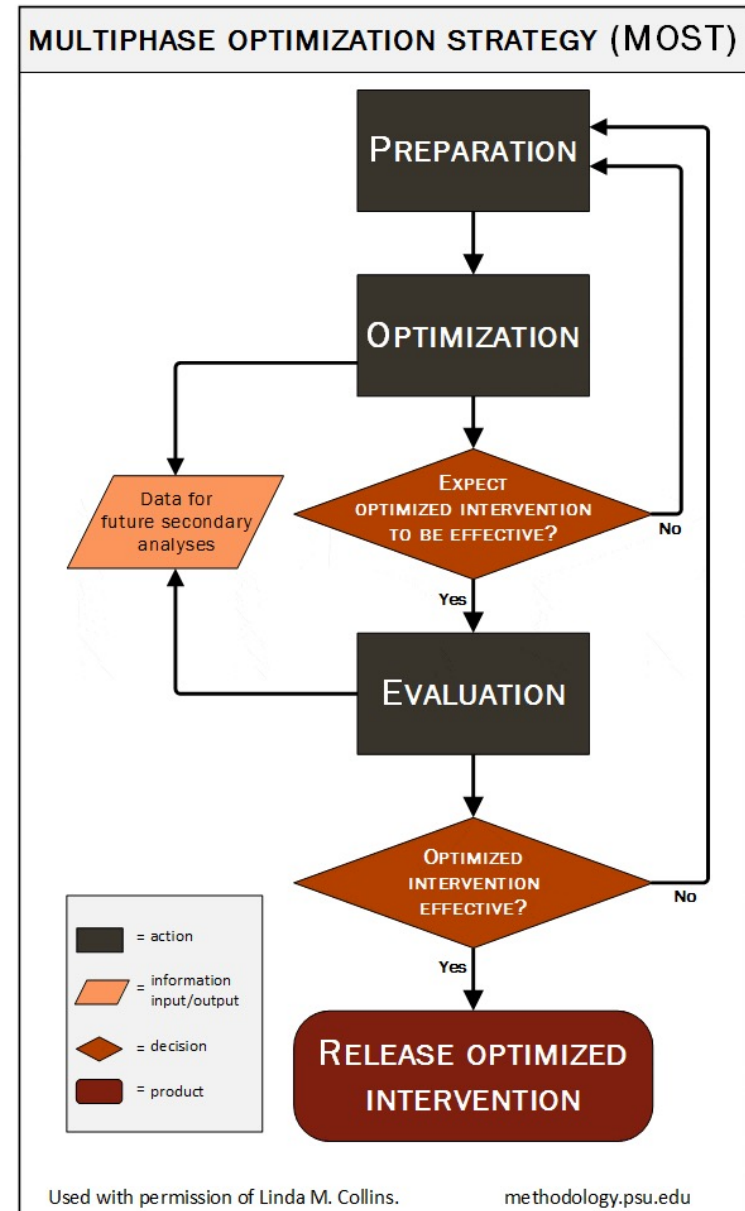 MULTIPHASE OPTIMIZATION STRATEGY (MOST)
PREPARATION
OPTIMIZATION
Data for
future secondary
analyses
EXPECT
OPTIMIZED INTERVENTION
TO BE EFFECTIVE?
No
Yes
EVALUATION
OPTIMIZED
INTERVENTION
EFFECTIVE?
No
Yes
RELEASE OPTIMIZED
INTERVENTION
= action
= information
input/output
= decision
= product
Used with permission of Linda M. Collins. methodology.psu.edu